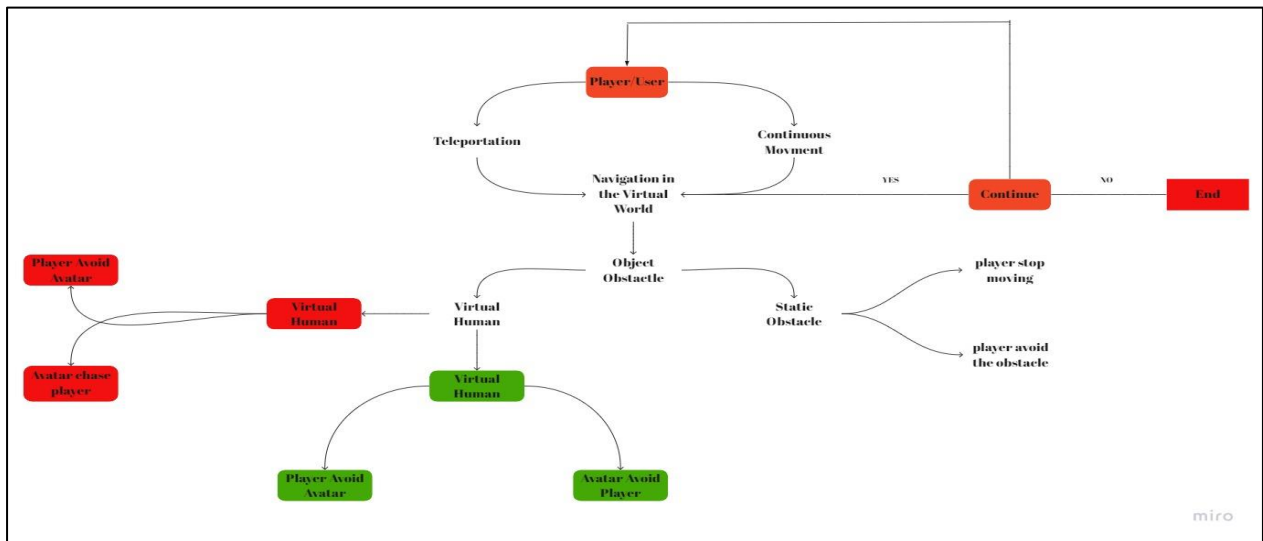 Player/User
Teleportation
Continuous
Movment
Navigation in
the Virtual
World
YES
Continue
NO
End
Object
Obstactle
Player Avoid
Avatar
Virtual
Human
Virtual
Human
Static
Obstacle
player stop
moving
player avoid
the obstacle
Avatar chase
player
Virtual
Human
Player Avoid
Avatar
Avatar Avoid
Player
miro